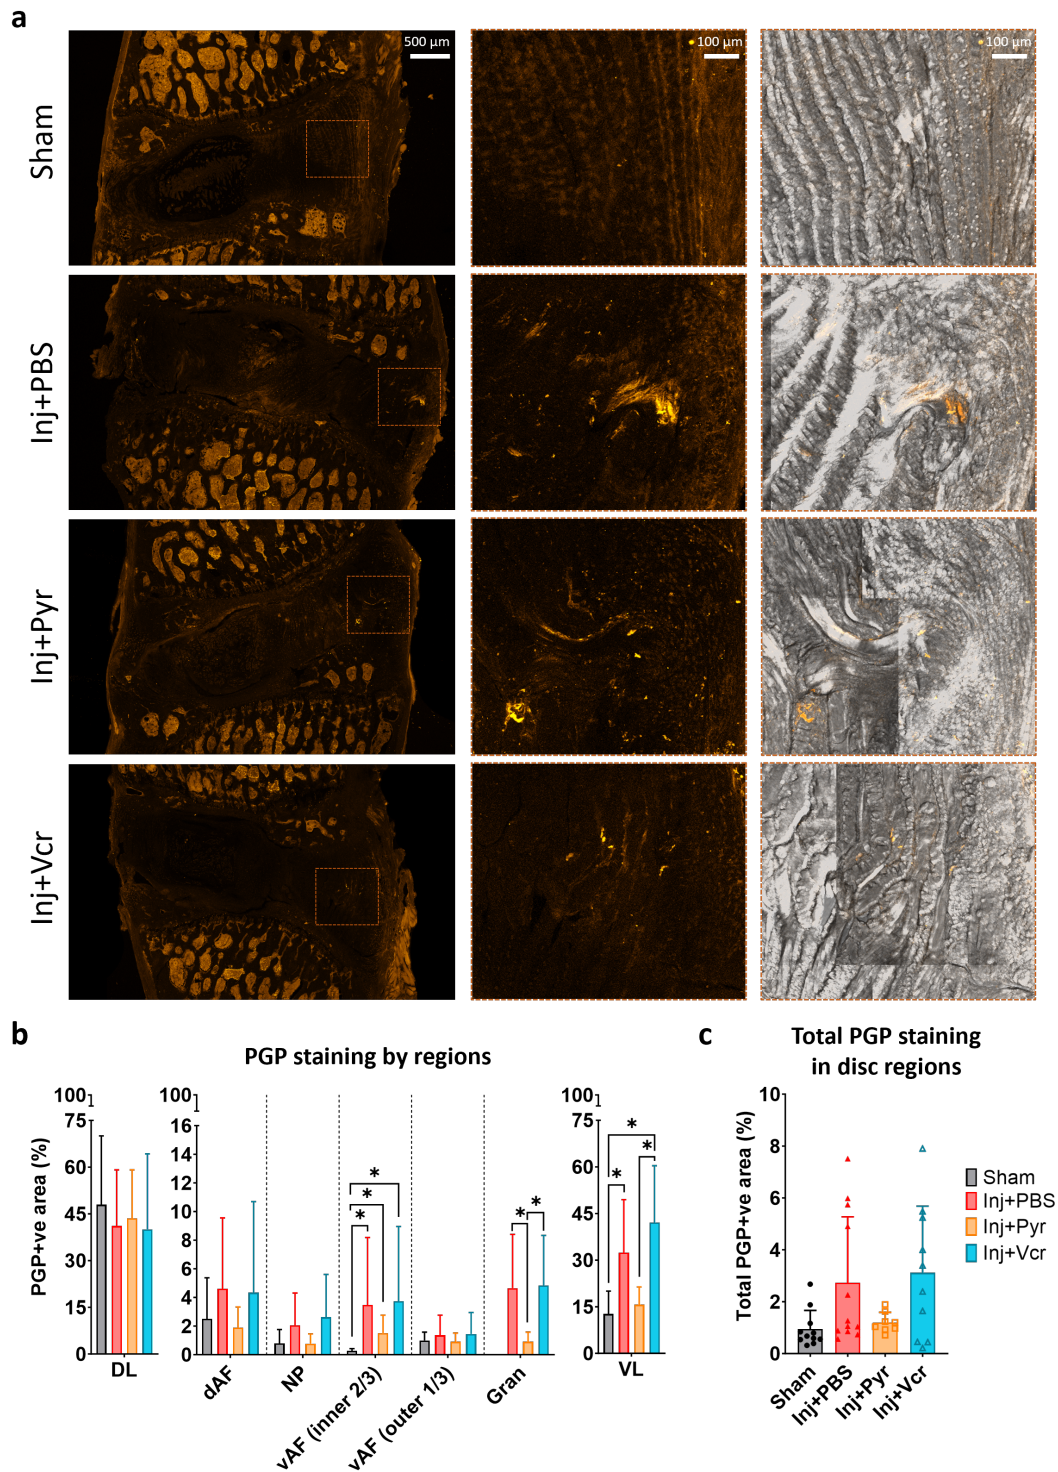 a
Sham
500 µm
100 µm
100 µm
Inj+PBS
Inj+Pyr
Inj+Vcr
b
PGP staining by regions
PGP+ve area (%)
100
75
60
45
30
15
0
DL
100
16
14
12
10
8
6
4
2
0
* * *
* *
dAF
NP
vAF (inner 2/3)
vAF (outer 1/3)
Gran
100
75
60
45
30
15
0
* * *
VL
c
Total PGP staining
in disc regions
Total PGP+ve area (%)
10
8
6
4
2
0
Sham
Inj+PBS
Inj+Pyr
Inj+Vcr
Sham
Inj+PBS
Inj+Pyr
Inj+Vcr